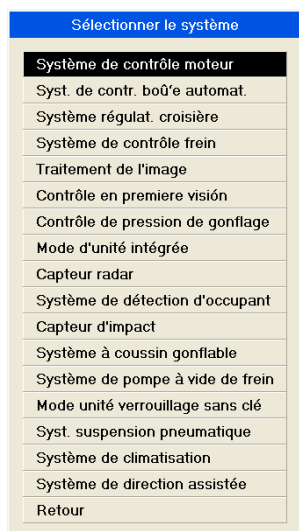 Sélectionner le système
Système de contrôle moteur
Syst. de contr. boû‘e automat.
Système régulat. croisière
Système de contrôle frein
Traitement de l'image
Contrôle en premiere visión
Contrôle de pression de gonflage
Mode d'unité intégrée
Capteur radar
Système de détection d'occupant
Capteur d'impact
Système à coussin gonflable
Système de pompe à vide de frein
Mode unité verrouillage sans clé
Syst. suspension pneumatique
Système de climatisation
Système de direction assistée
Retour